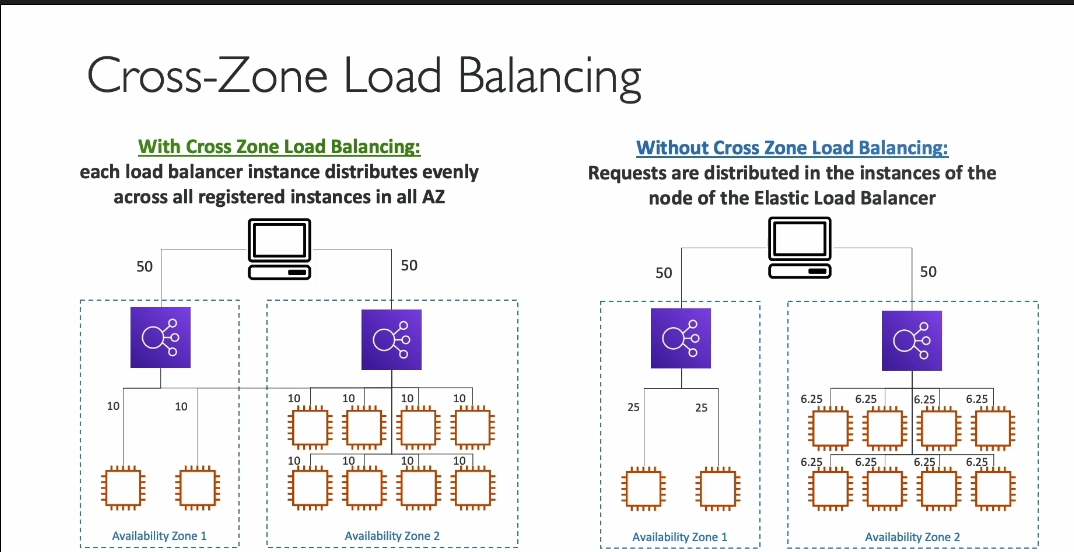 Cross-Zone Load Balancing
With Cross Zone Load Balancing:
each load balancer instance distributes evenly
across all registered instances in all AZ
50
50
10
10
10
10
10
10
10
10
10
10
Availability Zone 1
Availability Zone 2
Without Cross Zone Load Balancing:
Requests are distributed in the instances of the
node of the Elastic Load Balancer
50
50
25
25
6.25
6.25
6.25
6.25
6.25
6.25
6.25
6.25
Availability Zone 1
Availability Zone 2